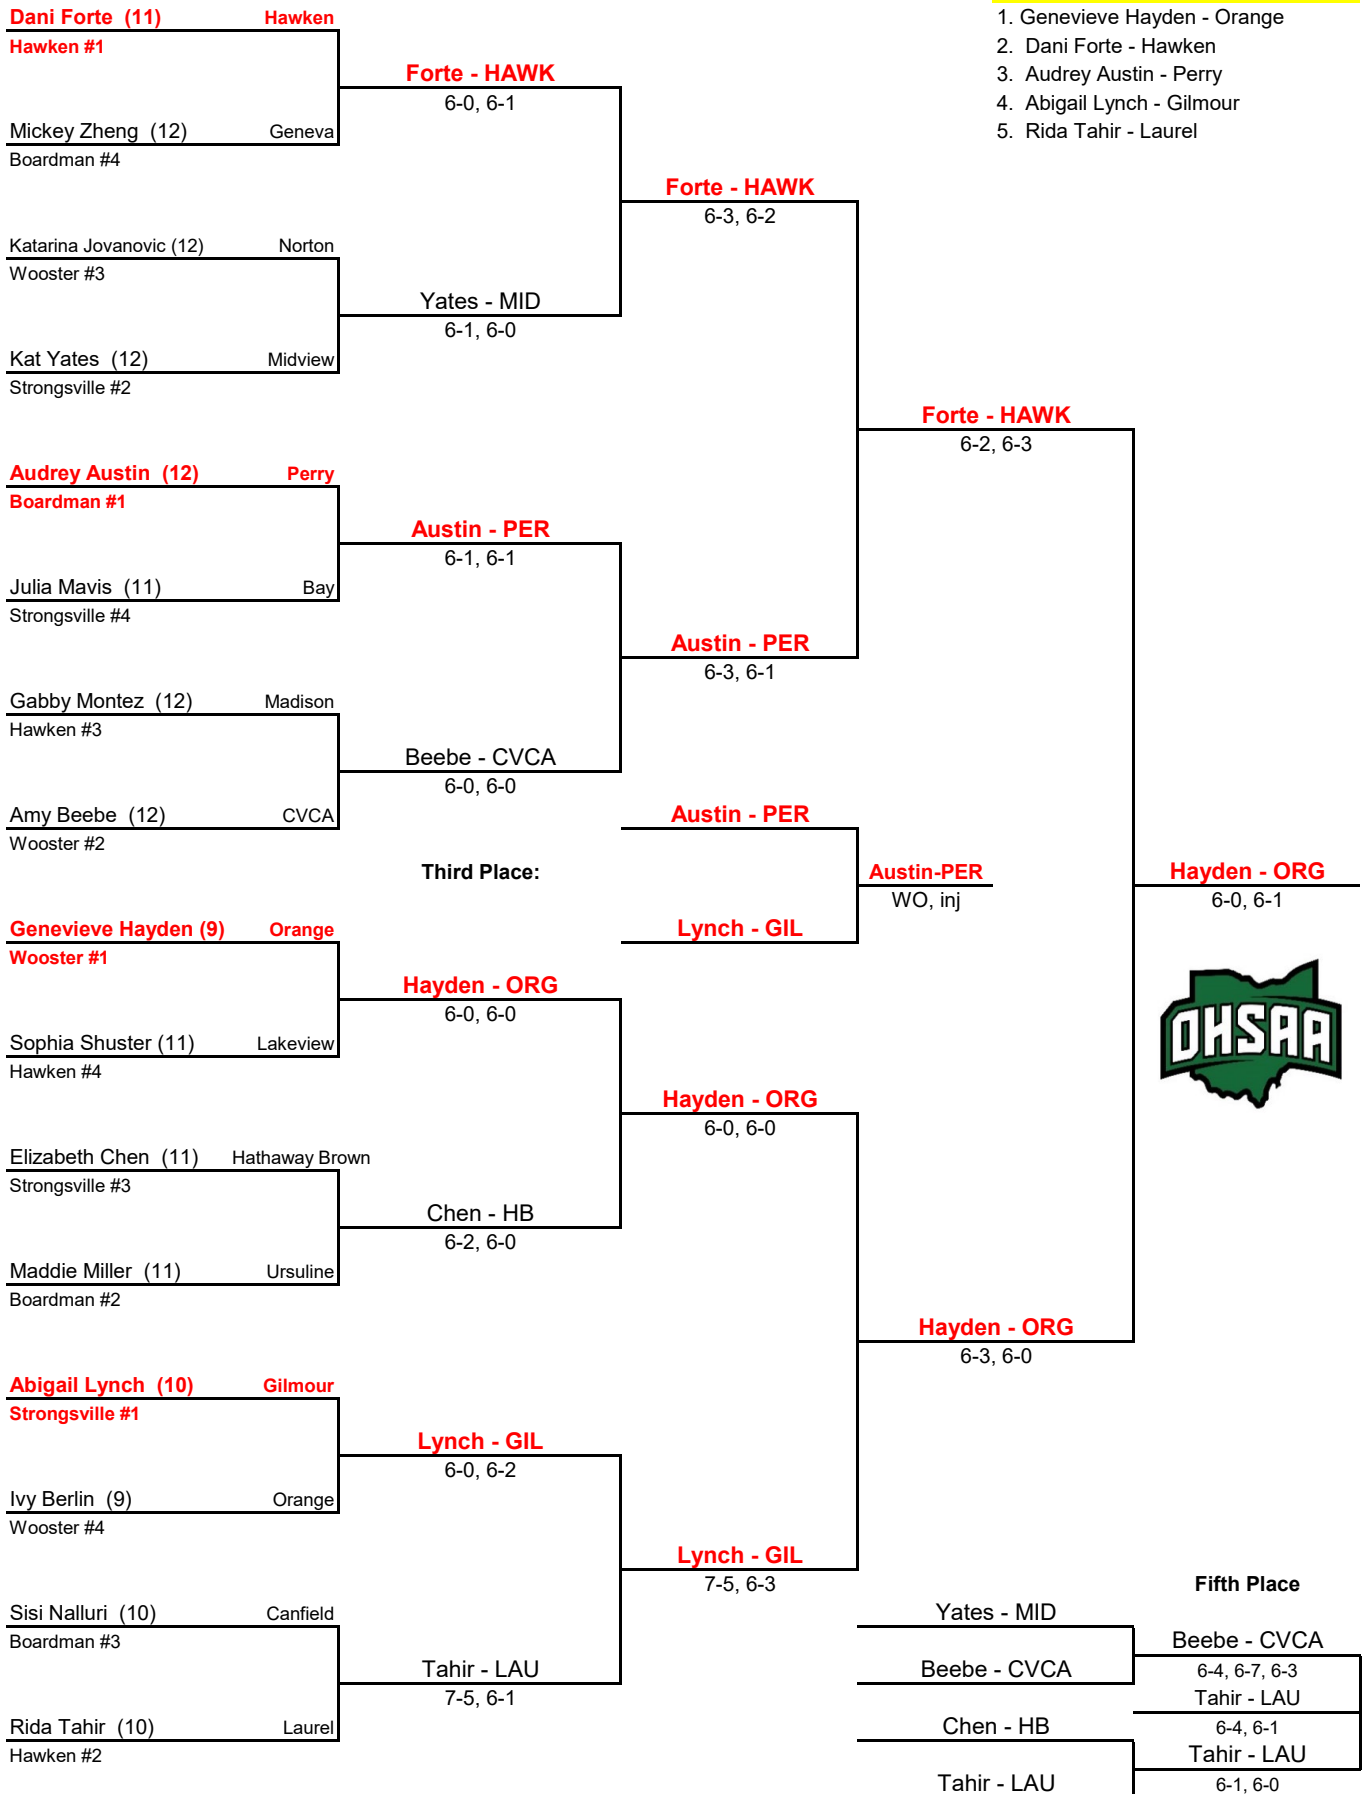 Dani Forte (11) Hawken
Hawken #1
1. Genevieve Hayden - Orange
2. Dani Forte - Hawken
3. Audrey Austin - Perry
4. Abigail Lynch - Gilmour
5. Rida Tahir - Laurel
Forte - HAWK
6-0, 6-1
Mickey Zheng (12) Geneva
Boardman #4
Forte - HAWK
6-3, 6-2
Katarina Jovanovic (12) Norton
Wooster #3
Yates - MID
6-1, 6-0
Kat Yates (12) Midview
Strongsville #2
Forte - HAWK
6-2, 6-3
Audrey Austin (12) Perry
Boardman #1
Austin - PER
6-1, 6-1
Julia Mavis (11) Bay
Strongsville #4
Austin - PER
6-3, 6-1
Gabby Montez (12) Madison
Hawken #3
Beebe - CVCA
6-0, 6-0
Amy Beebe (12) CVCA
Wooster #2
Austin - PER
Third Place:
Austin-PER
WO, inj
Hayden - ORG
6-0, 6-1
Lynch - GIL
Genevieve Hayden (9) Orange
Wooster #1
Hayden - ORG
6-0, 6-0
OHSAA
Sophia Shuster (11) Lakeview
Hawken #4
Hayden - ORG
6-0, 6-0
Elizabeth Chen (11) Hathaway Brown
Strongsville #3
Chen - HB
6-2, 6-0
Maddie Miller (11) Ursuline
Boardman #2
Hayden - ORG
6-3, 6-0
Abigail Lynch (10) Gilmour
Strongsville #1
Lynch - GIL
6-0, 6-2
Ivy Berlin (9) Orange
Wooster #4
Lynch - GIL
7-5, 6-3
Sisi Nalluri (10) Canfield
Boardman #3
Tahir - LAU
7-5, 6-1
Rida Tahir (10) Laurel
Hawken #2
Fifth Place
Yates - MID
Beebe - CVCA
Beebe - CVCA
6-4, 6-7, 6-3
Tahir - LAU
6-4, 6-1
Chen - HB
Tahir - LAU
Tahir - LAU
6-1, 6-0